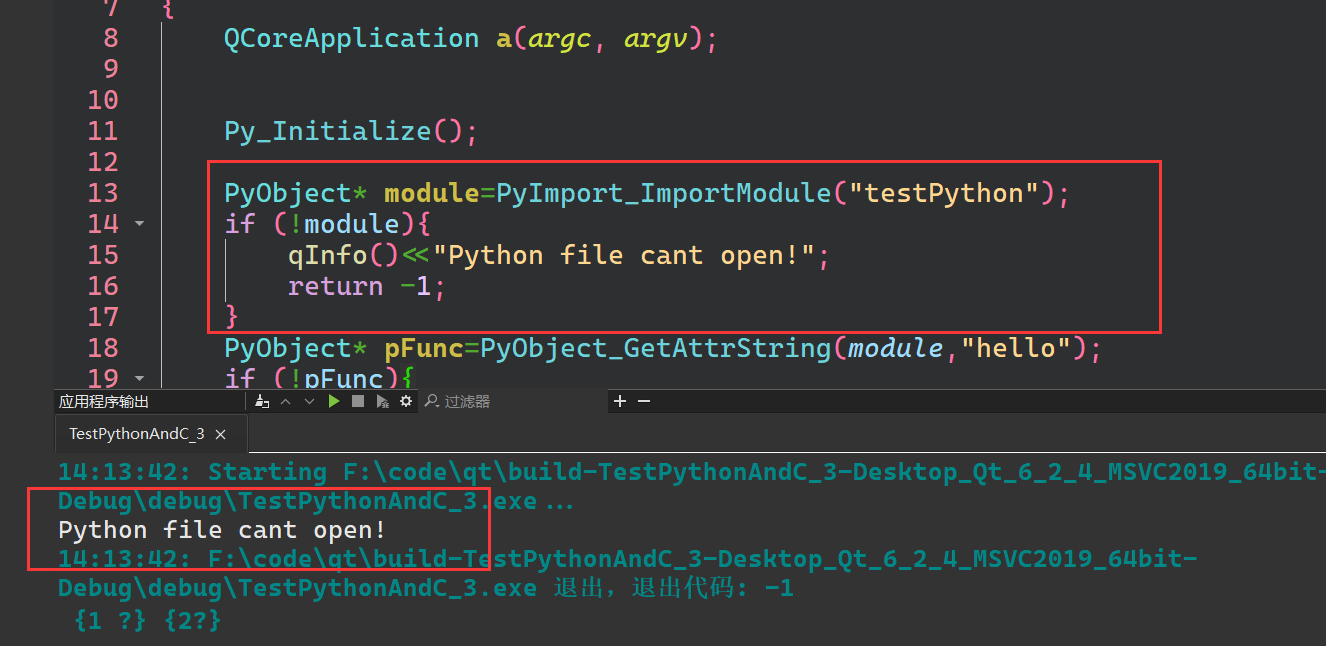 7 {
8 QCoreApplication a(argc, argv);
9
10
11 Py_Initialize();
12
13 PyObject* module=PyImport_ImportModule("testPython");
14 if (!module){
15 qInfo()<<"Python file cant open!";
16 return -1;
17 }
18 PyObject* pFunc=PyObject_GetAttrString(module,"hello");
19 if (!pFunc){
应用程序输出 过滤器
TestPythonAndC_3
14:13:42: Starting F:\code\qt\build-TestPythonAndC_3-Desktop_Qt_6_2_4_MSVC2019_64bit-
Debug\debug\TestPythonAndC_3.exe...
Python file cant open!
14:13:42: F:\code\qt\build-TestPythonAndC_3-Desktop_Qt_6_2_4_MSVC2019_64bit-
Debug\debug\TestPythonAndC_3.exe 退出，退出代码: -1
{1 ?} {2?}